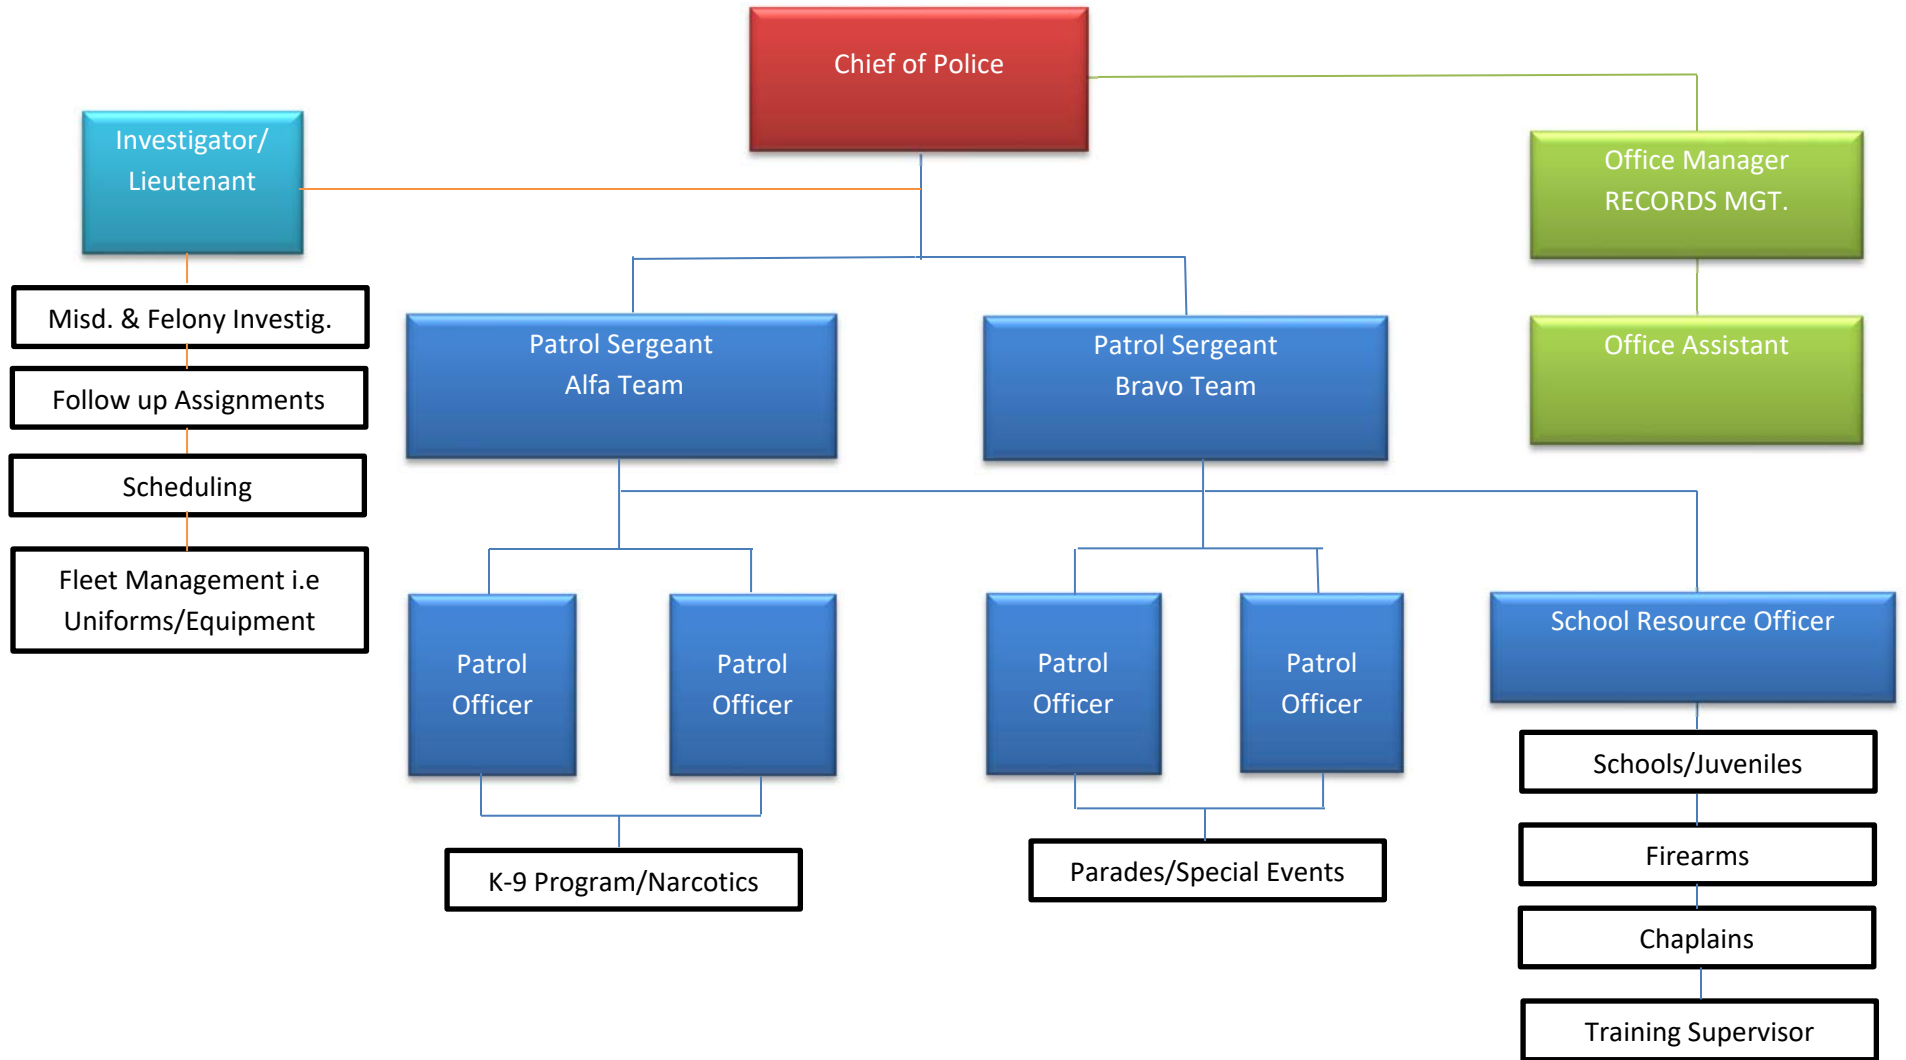 Chief of Police
Investigator/
Lieutenant
Office Manager
RECORDS MGT.
Misd. & Felony Investig.
Follow up Assignments
Scheduling
Fleet Management i.e
Uniforms/Equipment
Patrol Sergeant
Alfa Team
Patrol Sergeant
Bravo Team
Office Assistant
Patrol
Officer
Patrol
Officer
Patrol
Officer
Patrol
Officer
School Resource Officer
K-9 Program/Narcotics
Parades/Special Events
Schools/Juveniles
Firearms
Chaplains
Training Supervisor